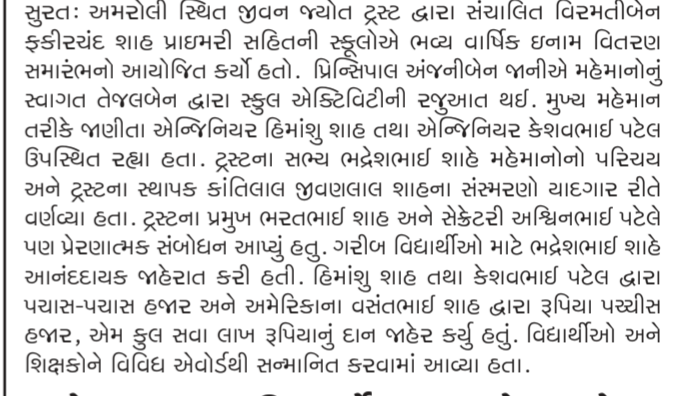 સુરતઃ અમરોલી સ્થિત જીવન જ્યોત ટ્રસ્ટ દ્વારા સંચાલિત વિરમતીબેન
ફકીરચંદ શાહ પ્રાઇમરી સહિતની સ્કૂલોએ ભવ્ય વાર્ષિક ઇનામ વિતરણ
સમારંભનો આયોજિત કર્યો હતો. પ્રિન્સિપાલ અંજનીબેન જાનીએ મહેમાનોનું
સ્વાગત તેજલબેન દ્વારા સ્કુલ એક્ટિવિટીની રજુઆત થઈ. મુખ્ય મહેમાન
તરીકે જાણીતા એન્જિનિયર હિમાંશુ શાહ તથા એન્જિનિયર કેશવભાઈ પટેલ
ઉપસ્થિત રહ્યા હતા. ટ્રસ્ટના સભ્ય ભદ્રેશભાઈ શાહે મહેમાનોનો પરિચય
અને ટ્રસ્ટના સ્થાપક કાંતિલાલ જીવણલાલ શાહના સંસ્મરણો યાદગાર રીતે
વર્ણવ્યા હતા. ટ્રસ્ટના પ્રમુખ ભરતભાઈ શાહ અને સેક્રેટરી અશ્વિનભાઈ પટેલે
પણ પ્રેરણાત્મક સંબોધન આપ્યું હતુ. ગરીબ વિદ્યાર્થીઓ માટે ભદ્રેશભાઈ શાહે
આનંદદાયક જાહેરાત કરી હતી. હિમાંશુ શાહ તથા કેશવભાઈ પટેલ દ્વારા
પચાસ-પચાસ હજાર અને અમેરિકાના વસંતભાઈ શાહ દ્વારા રૂપિયા પચ્ચીસ
હજાર, એમ કુલ સવા લાખ રૂપિયાનું દાન જાહેર કર્યુ હતું. વિદ્યાર્થીઓ અને
શિક્ષકોને વિવિધ એવોર્ડથી સન્માનિત કરવામાં આવ્યા હતા.